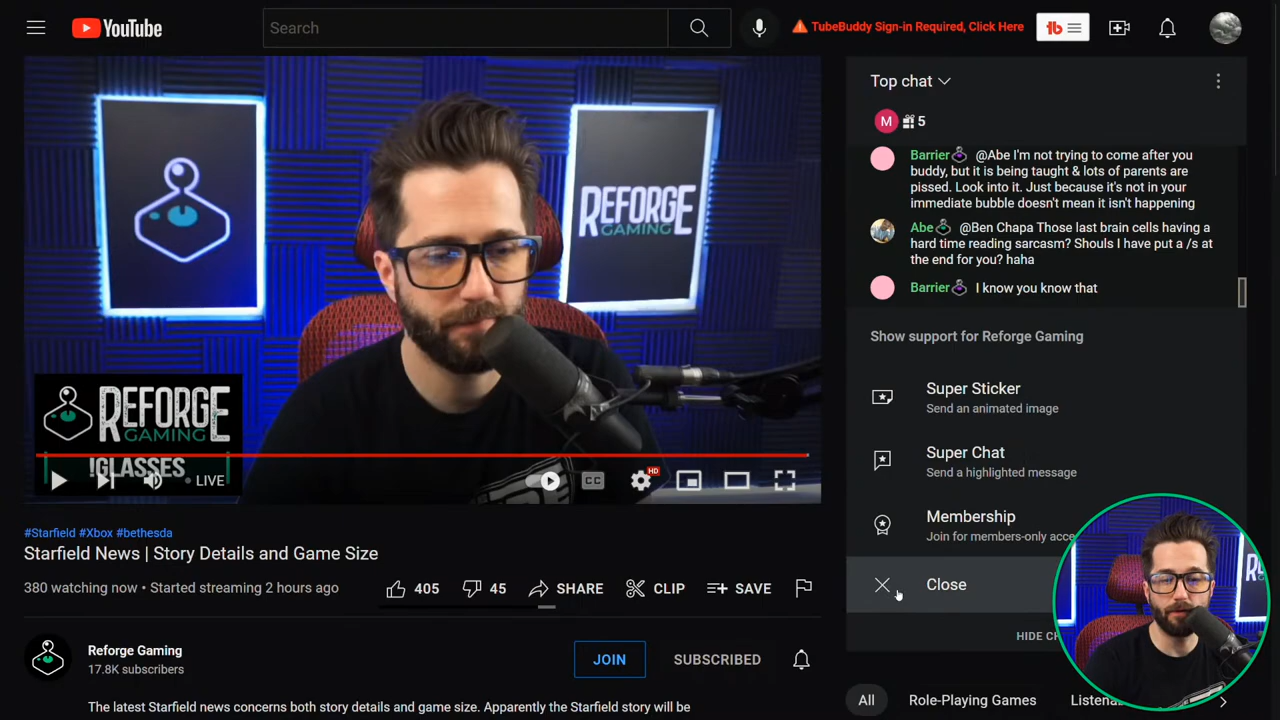 YouTube
Search
TubeBuddy Sign-in Required, Click Here
tb
REFORGE
GAMING
REFORGE
GAMING
!GLASSES
LIVE
CC
HD
#Starfield #Xbox #bethesda
Starfield News | Story Details and Game Size
380 watching now • Started streaming 2 hours ago
405
45
SHARE
CLIP
SAVE
Reforge Gaming
17.8K subscribers
JOIN
SUBSCRIBED
The latest Starfield news concerns both story details and game size. Apparently the Starfield story will be
Top chat
M
5
Barrier @Abe I'm not trying to come after you
buddy, but it is being taught & lots of parents are
pissed. Look into it. Just because it's not in your
immediate bubble doesn't mean it isn't happening
Abe @Ben Chapa Those last brain cells having a
hard time reading sarcasm? Shouls I have put a /s at
the end for you? haha
Barrier I know you know that
Show support for Reforge Gaming
Super Sticker
Send an animated image
Super Chat
Send a highlighted message
Membership
Join for members-only acce
Close
HIDE CH
All
Role-Playing Games
Listena